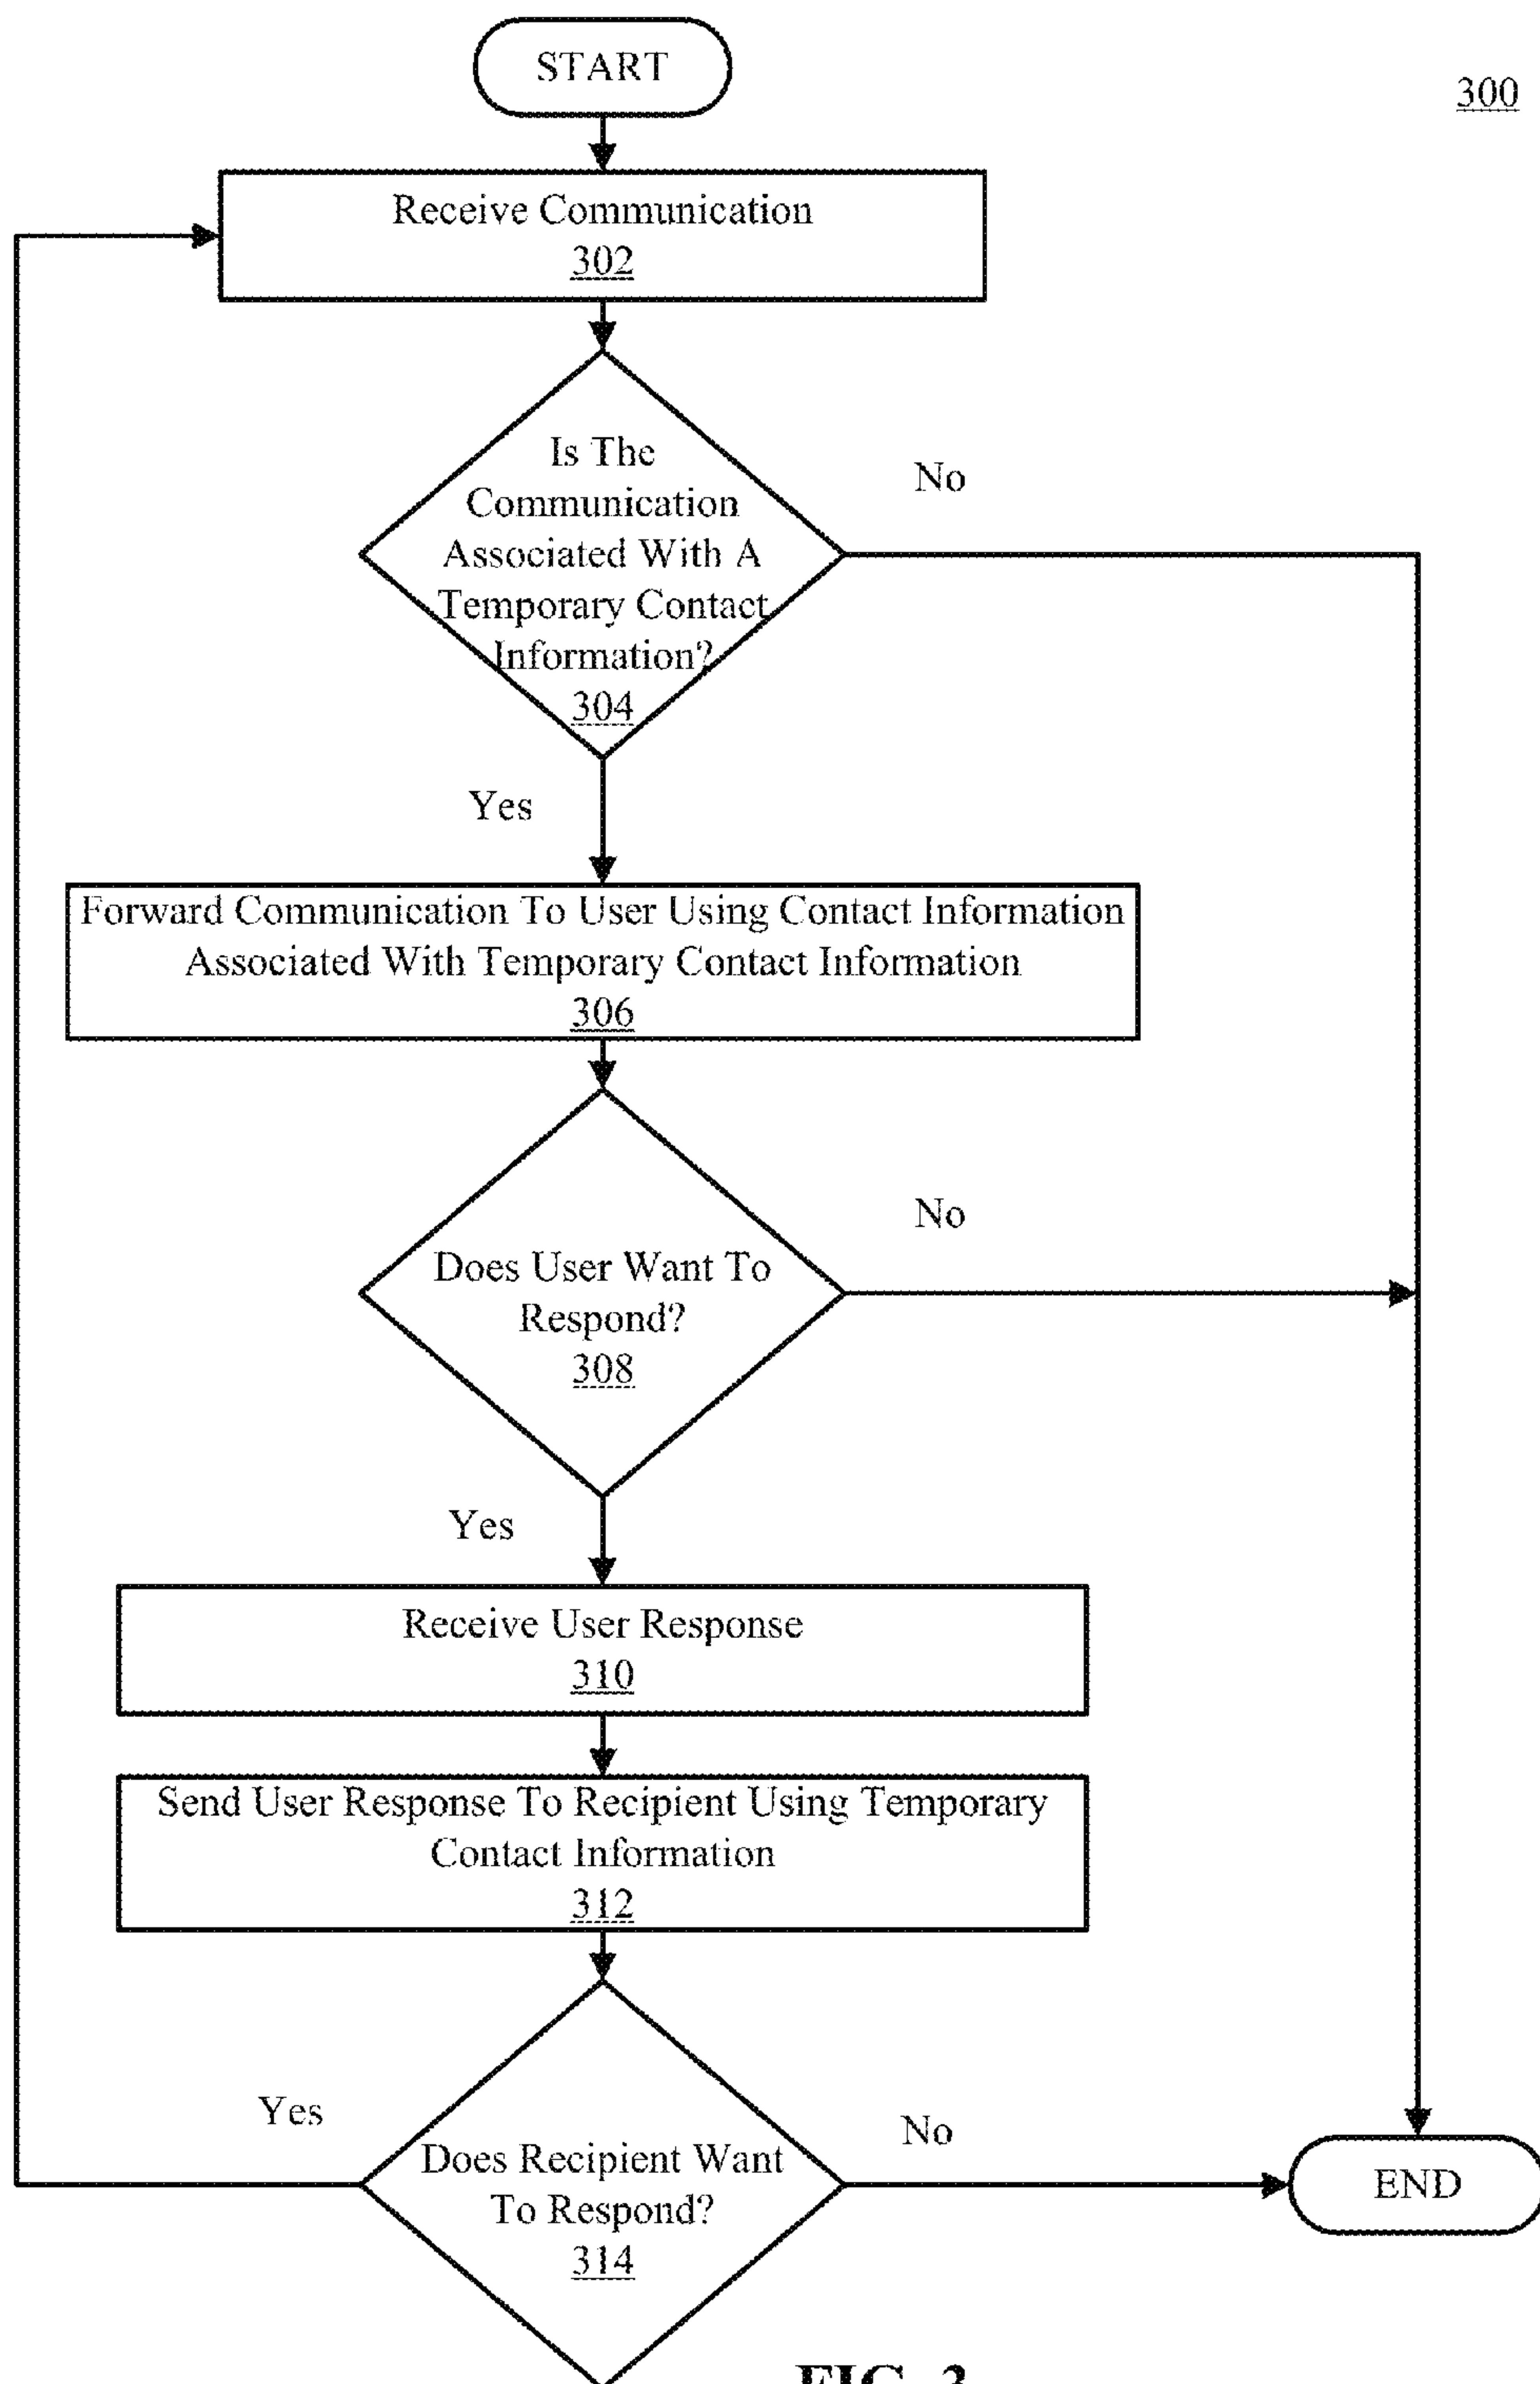 START
300
Receive Communication
302
Is The
Communication
Associated With A
Temporary Contact
Information?
304
No
Yes
Forward Communication To User Using Contact Information
Associated With Temporary Contact Information
306
Does User Want To
Respond?
308
No
Yes
Receive User Response
310
Send User Response To Recipient Using Temporary
Contact Information
312
Yes
Does Recipient Want
To Respond?
314
No
END
FIG. 3